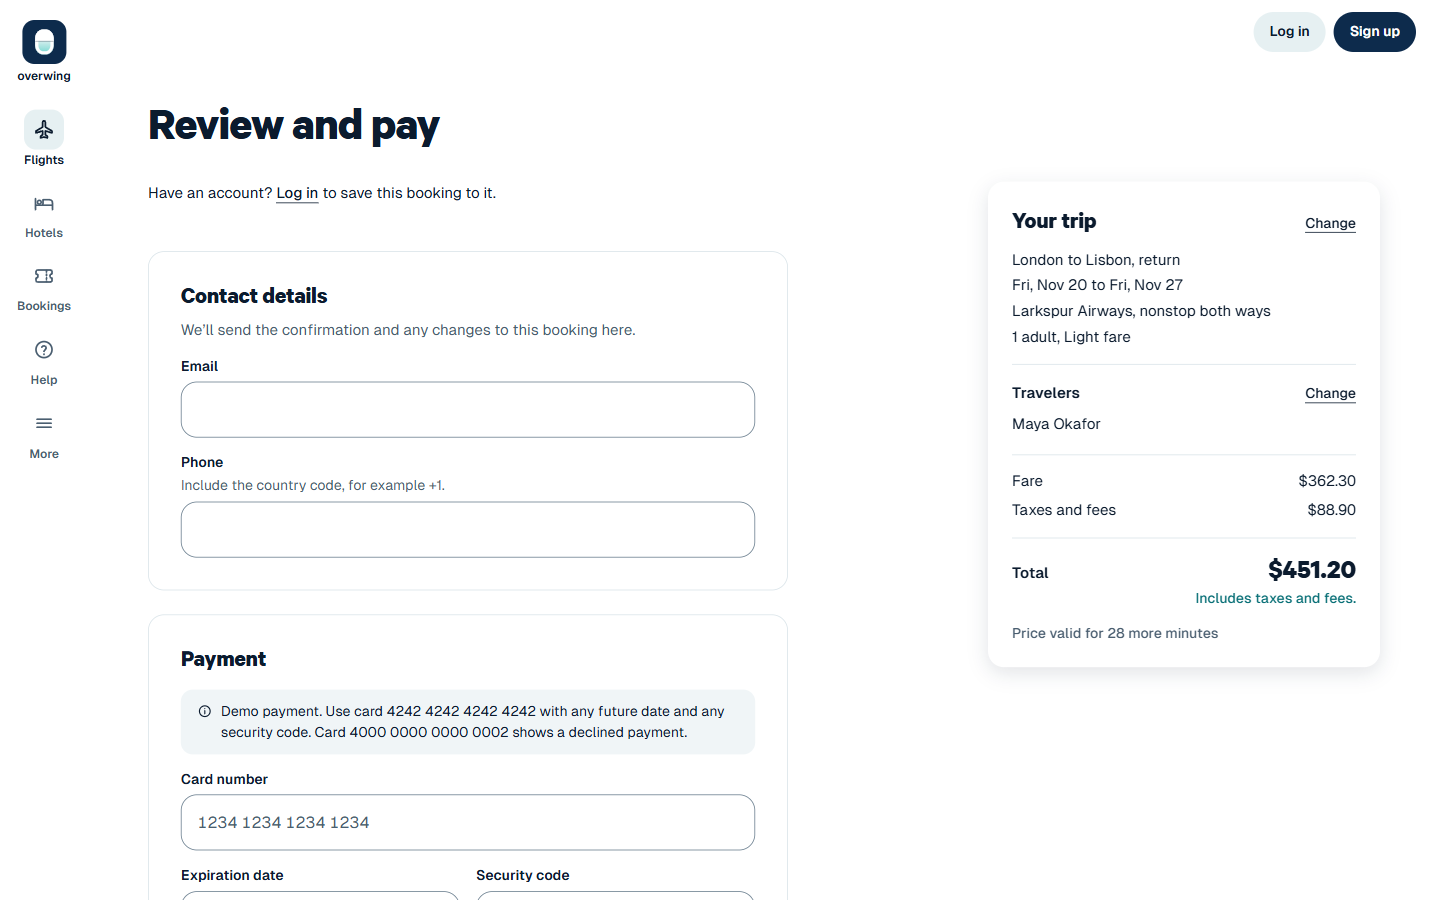 overwing
Flights
Hotels
Bookings
Help
More
Log in
Sign up
Review and pay
Have an account? Log in to save this booking to it.
Contact details
We’ll send the confirmation and any changes to this booking here.
Email
Phone
Include the country code, for example +1.
Payment
Demo payment. Use card 4242 4242 4242 4242 with any future date and any
security code. Card 4000 0000 0000 0002 shows a declined payment.
Card number
1234 1234 1234 1234
Expiration date
Security code
Your trip
Change
London to Lisbon, return
Fri, Nov 20 to Fri, Nov 27
Larkspur Airways, nonstop both ways
1 adult, Light fare
Travelers
Change
Maya Okafor
Fare $362.30
Taxes and fees $88.90
Total $451.20
Includes taxes and fees.
Price valid for 28 more minutes